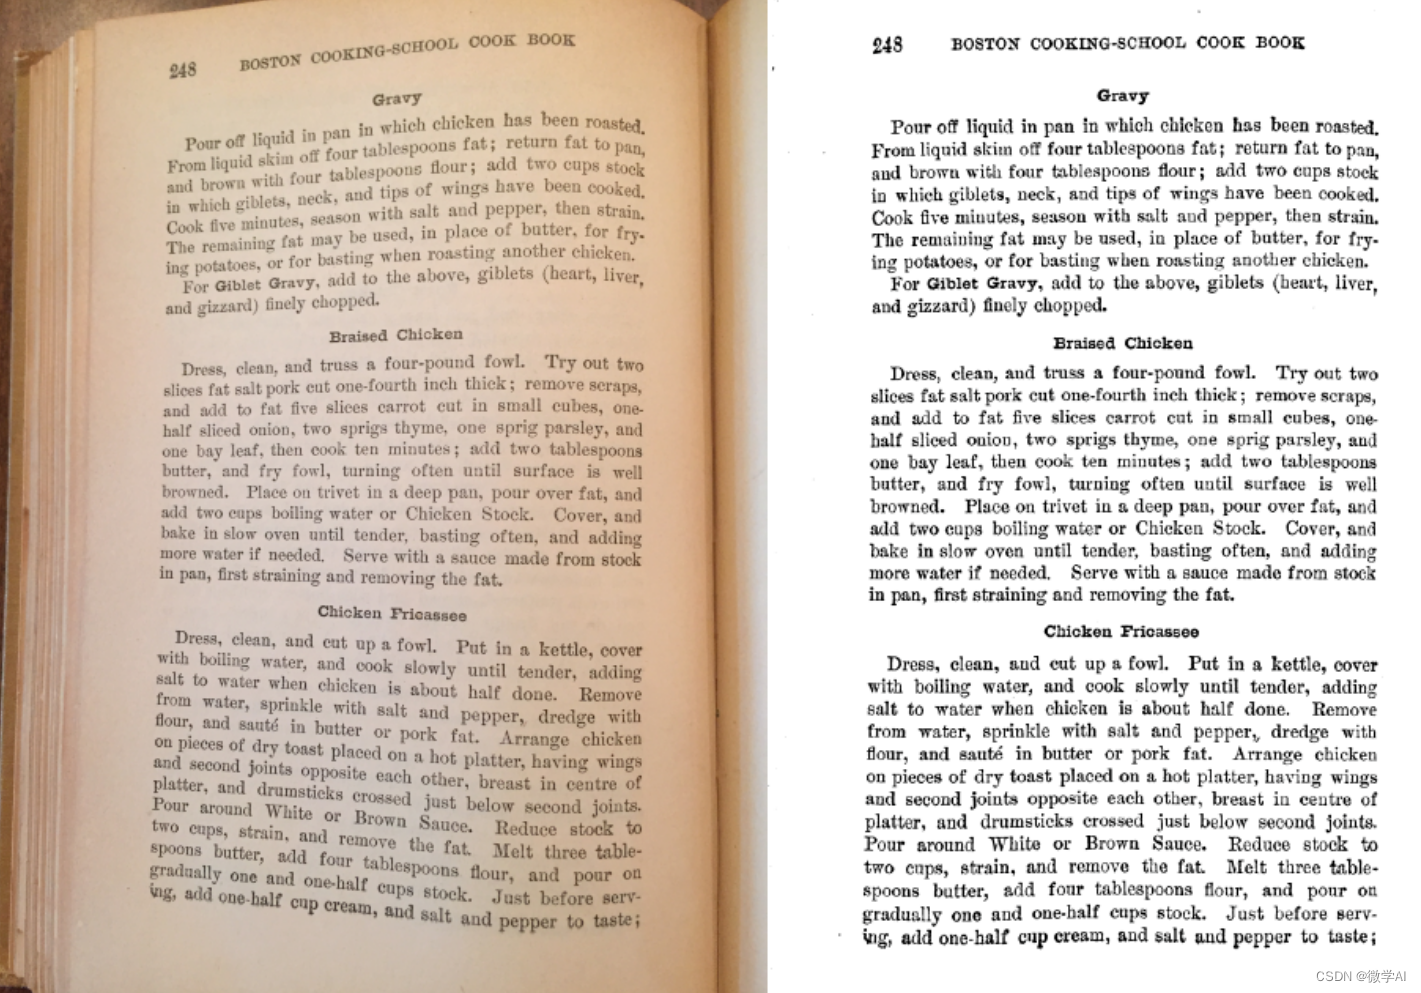 248 BOSTON COOKING-SCHOOL COOK BOOK
Gravy
Pour off liquid in pan in which chicken has been roasted.
From liquid skim off four tablespoons fat; return fat to pan,
and brown with four tablespoons flour; add two cups stock
in which giblets, neck, and tips of wings have been cooked.
Cook five minutes, season with salt and pepper, then strain.
The remaining fat may be used, in place of butter, for fry-
ing potatoes, or for basting when roasting another chicken.
For Giblet Gravy, add to the above, giblets (heart, liver,
and gizzard) finely chopped.
Braised Chicken
Dress, clean, and truss a four-pound fowl. Try out two
slices fat salt pork cut one-fourth inch thick; remove scraps,
and add to fat five slices carrot cut in small cubes, one-
half sliced onion, two sprigs thyme, one sprig parsley, and
one bay leaf, then cook ten minutes; add two tablespoons
butter, and fry fowl, turning often until surface is well
browned. Place on trivet in a deep pan, pour over fat, and
add two cups boiling water or Chicken Stock. Cover, and
bake in slow oven until tender, basting often, and adding
more water if needed. Serve with a sauce made from stock
in pan, first straining and removing the fat.
Chicken Fricassee
Dress, clean, and cut up a fowl. Put in a kettle, cover
with boiling water, and cook slowly until tender, adding
salt to water when chicken is about half done. Remove
from water, sprinkle with salt and pepper, dredge with
flour, and sauté in butter or pork fat. Arrange chicken
on pieces of dry toast placed on a hot platter, having wings
and second joints opposite each other, breast in centre of
platter, and drumsticks crossed just below second joints.
Pour around White or Brown Sauce. Reduce stock to
two cups, strain, and remove the fat. Melt three table-
spoons butter, add four tablespoons flour, and pour on
gradually one and one-half cups stock. Just before serv-
ing, add one-half cup cream, and salt and pepper to taste;
248 BOSTON COOKING-SCHOOL COOK BOOK
Gravy
Pour off liquid in pan in which chicken has been roasted.
From liquid skim off four tablespoons fat; return fat to pan,
and brown with four tablespoons flour; add two cups stock
in which giblets, neck, and tips of wings have been cooked.
Cook five minutes, season with salt and pepper, then strain.
The remaining fat may be used, in place of butter, for fry-
ing potatoes, or for basting when roasting another chicken.
For Giblet Gravy, add to the above, giblets (heart, liver,
and gizzard) finely chopped.
Braised Chicken
Dress, clean, and truss a four-pound fowl. Try out two
slices fat salt pork cut one-fourth inch thick; remove scraps,
and add to fat five slices carrot cut in small cubes, one-
half sliced onion, two sprigs thyme, one sprig parsley, and
one bay leaf, then cook ten minutes; add two tablespoons
butter, and fry fowl, turning often until surface is well
browned. Place on trivet in a deep pan, pour over fat, and
add two cups boiling water or Chicken Stock. Cover, and
bake in slow oven until tender, basting often, and adding
more water if needed. Serve with a sauce made from stock
in pan, first straining and removing the fat.
Chicken Fricassee
Dress, clean, and cut up a fowl. Put in a kettle, cover
with boiling water, and cook slowly until tender, adding
salt to water when chicken is about half done. Remove
from water, sprinkle with salt and pepper, dredge with
flour, and sauté in butter or pork fat. Arrange chicken
on pieces of dry toast placed on a hot platter, having wings
and second joints opposite each other, breast in centre of
platter, and drumsticks crossed just below second joints.
Pour around White or Brown Sauce. Reduce stock to
two cups, strain, and remove the fat. Melt three table-
spoons butter, add four tablespoons flour, and pour on
gradually one and one-half cups stock. Just before serv-
ing, add one-half cup cream, and salt and pepper to taste;
CSDN @微学AI